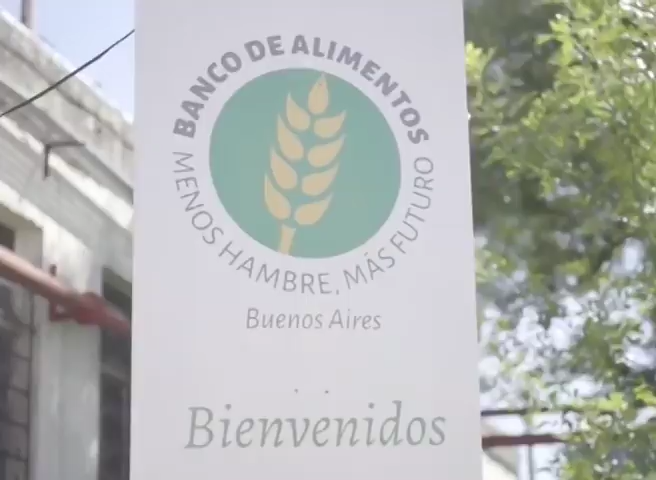 BANCO DE ALIMENTOS
MENOS HAMBRE, MÁS FUTURO
Buenos Aires
Bienvenidos